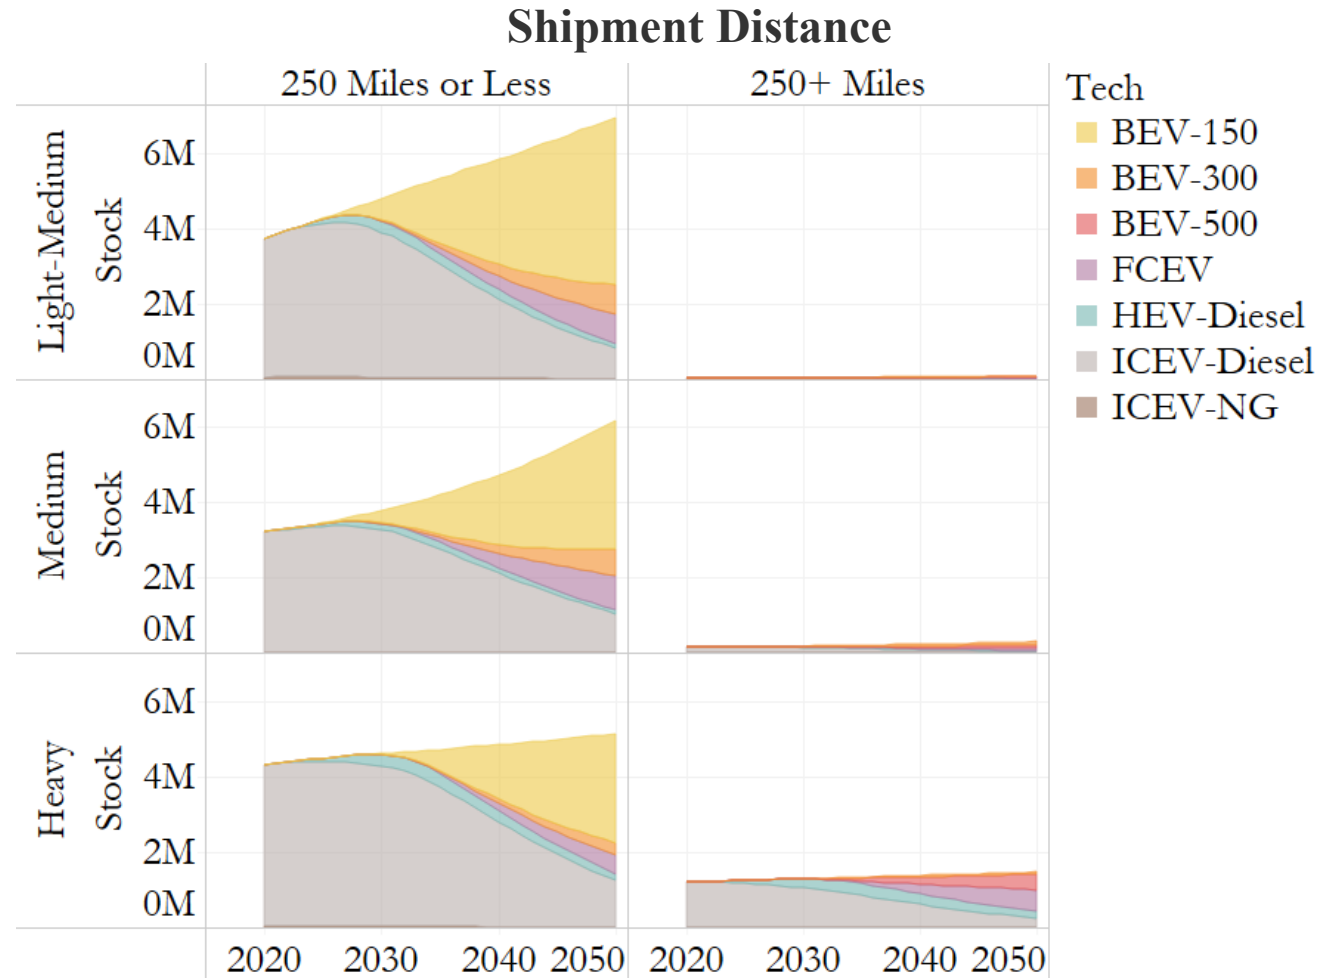 Shipment Distance
250 Miles or Less
250+ Miles
Tech
BEV-150
BEV-300
BEV-500
FCEV
HEV-Diesel
ICEV-Diesel
ICEV-NG
Light-Medium
Stock
6M
4M
2M
0M
Medium
Stock
6M
4M
2M
0M
Heavy
Stock
6M
4M
2M
0M
2020 2030 2040 2050 2020 2030 2040 2050